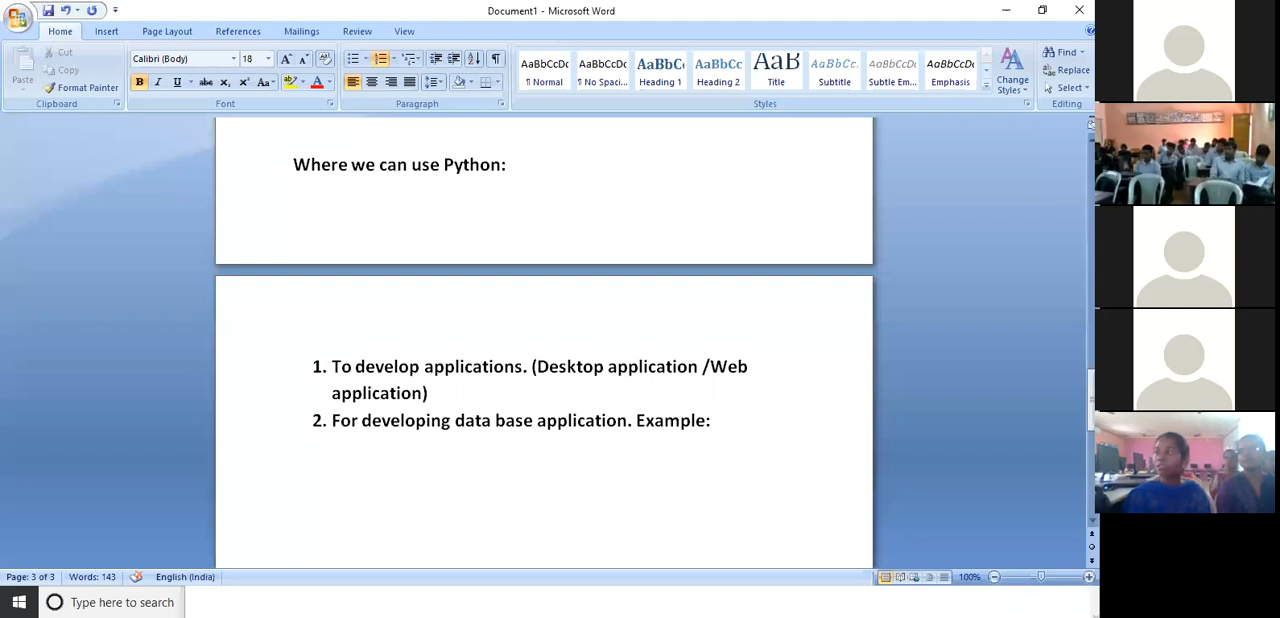 Document1 - Microsoft Word
Home Insert Page Layout References Mailings Review View
Paste
Cut
Copy
Format Painter
Clipboard
Calibri (Body) 18
Font
Paragraph
AaBbCcDc AaBbCcDc AaBbCc AaBbCc AaB AaBbCc. AaBbCcDc AaBbCcDc
¶ Normal ¶ No Spaci... Heading 1 Heading 2 Title Subtitle Subtle Em... Emphasis
Change
Styles
Styles
Find
Replace
Select
Editing
Where we can use Python:
1. To develop applications. (Desktop application /Web
application)
2. For developing data base application. Example:
Page: 3 of 3 Words: 143 English (India) 100%
Type here to search